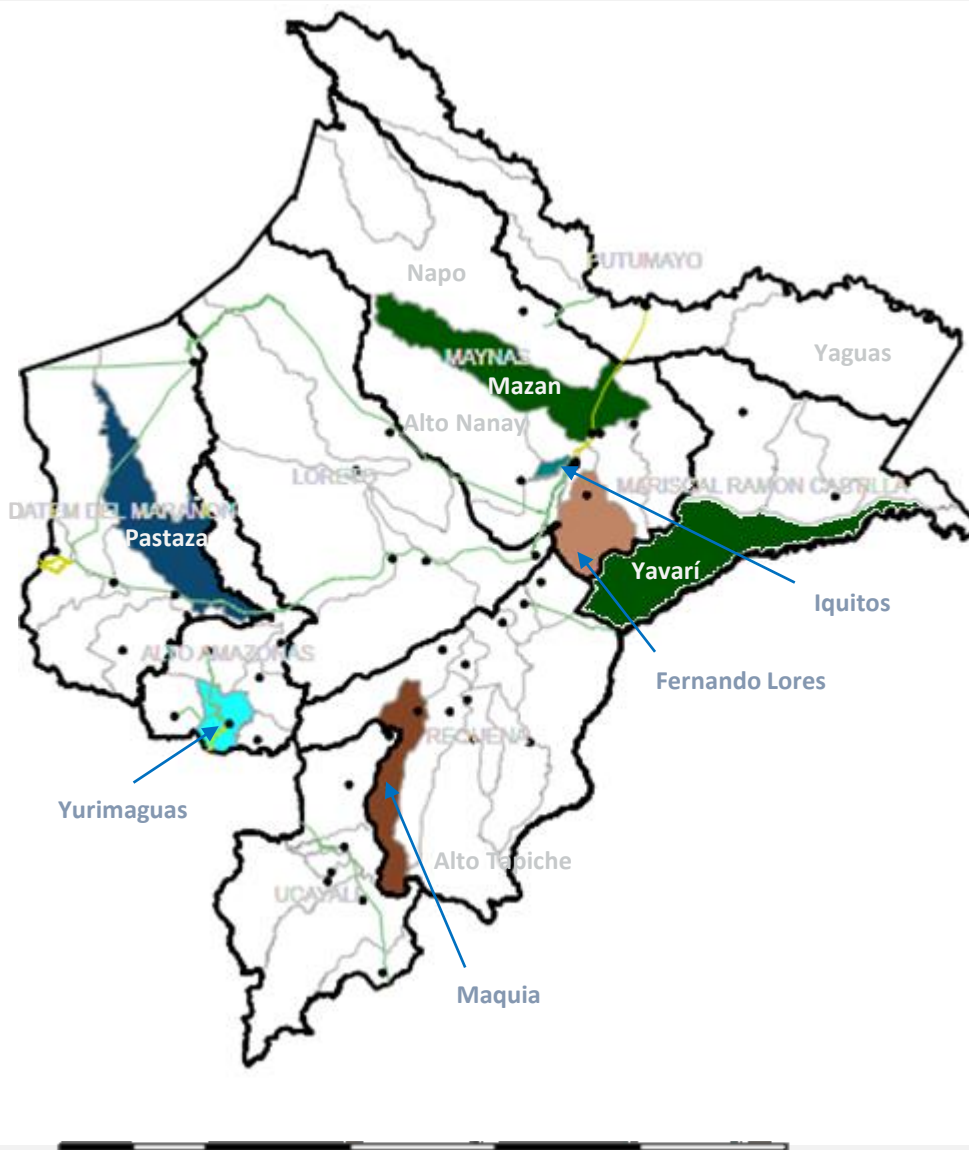 Napo
PUTUMAYO
Yaguas
MAYNAS
Mazan
Alto Nanay
LORETO
MARISCAL RAMON CASTILLA
DATEM DEL MARAÑON
Pastaza
Yavarí
Iquitos
ALTO AMAZONAS
Fernando Lores
REQUENA
Yurimaguas
Alto Tapiche
UCAYALI
Maquia